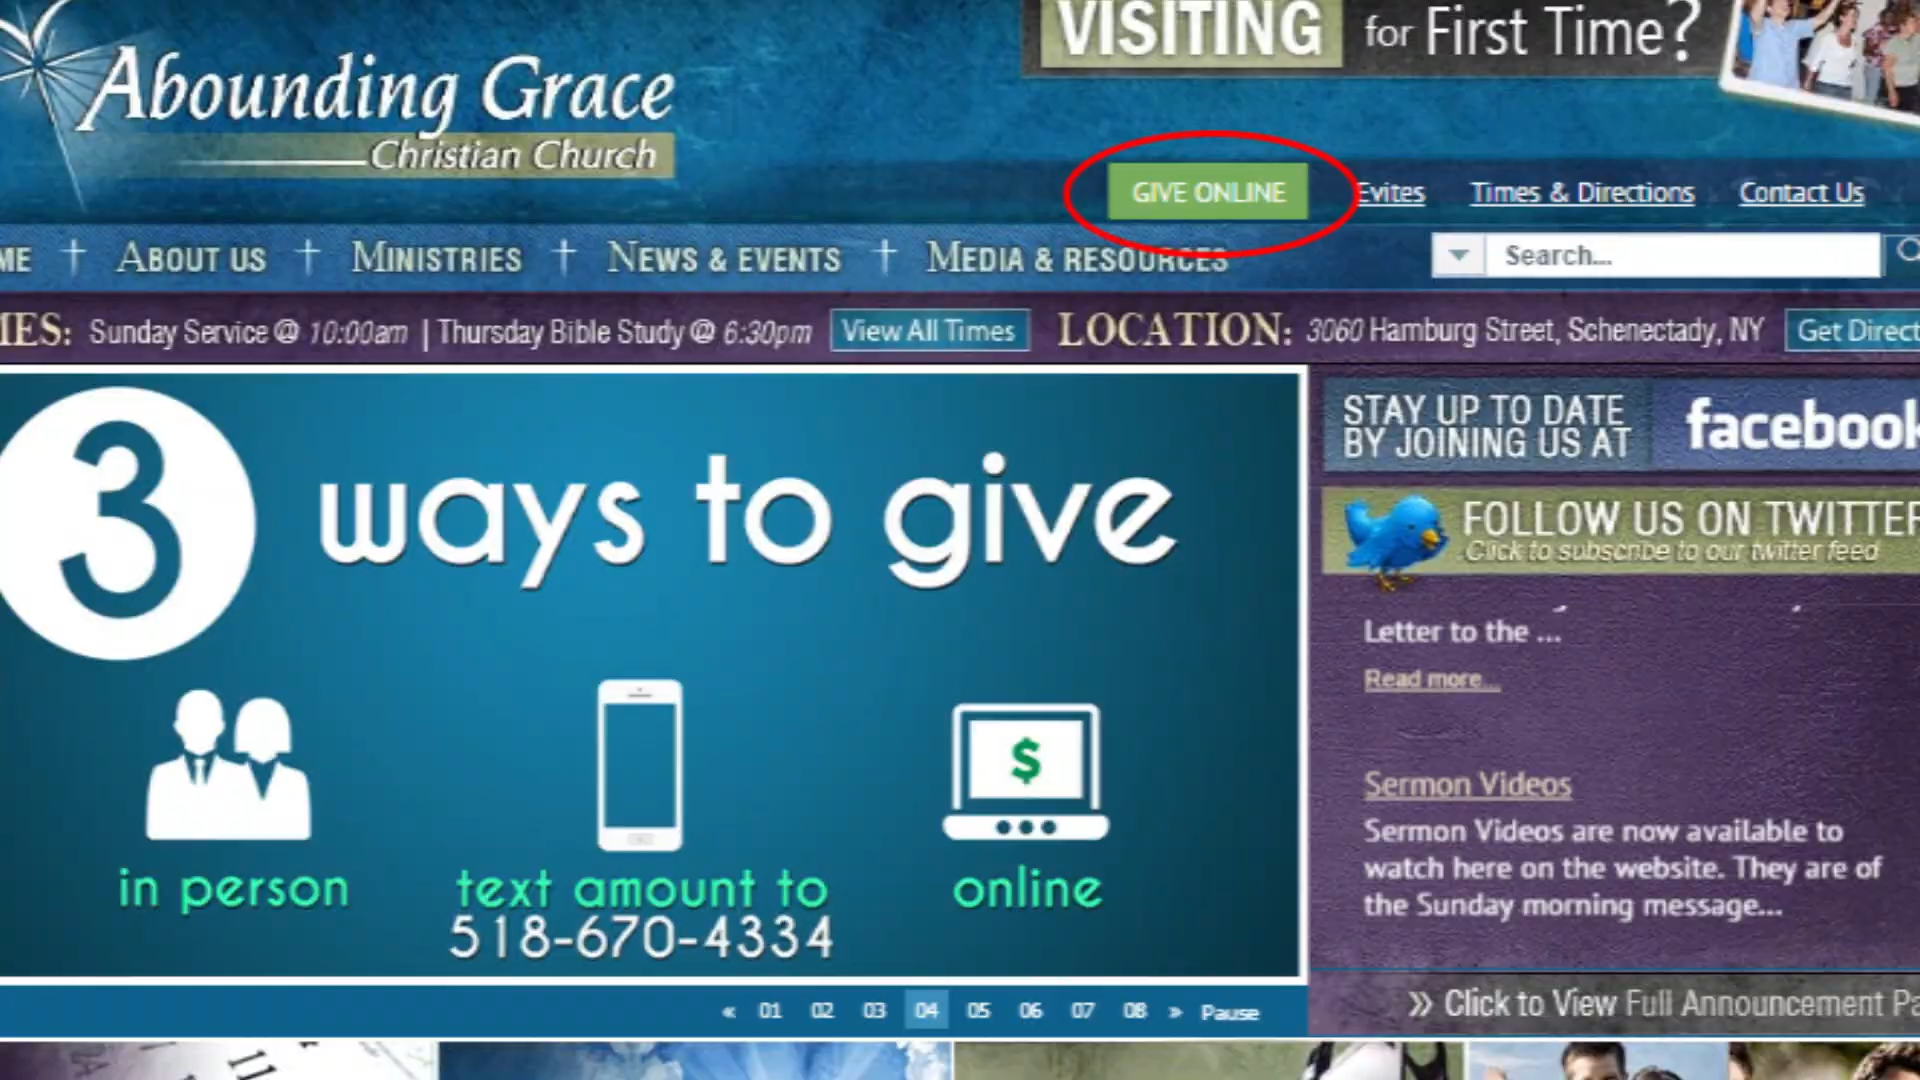 VISITING for First Time?
Abounding Grace
Christian Church
GIVE ONLINE
Evites
Times & Directions
Contact Us
ME † ABOUT US † MINISTRIES † NEWS & EVENTS † MEDIA & RESOURCES
Search...
MES: Sunday Service @ 10:00am | Thursday Bible Study @ 6:30pm
View All Times
LOCATION: 3060 Hamburg Street, Schenectady, NY
Get Direct
3 ways to give
in person
text amount to
518-670-4334
online
$
STAY UP TO DATE
BY JOINING US AT
facebook
FOLLOW US ON TWITTER
Click to subscribe to our twitter feed
Letter to the ...
Read more...
Sermon Videos
Sermon Videos are now available to
watch here on the website. They are of
the Sunday morning message...
« 01 02 03 04 05 06 07 08 » Pause
» Click to View Full Announcement Pa
11